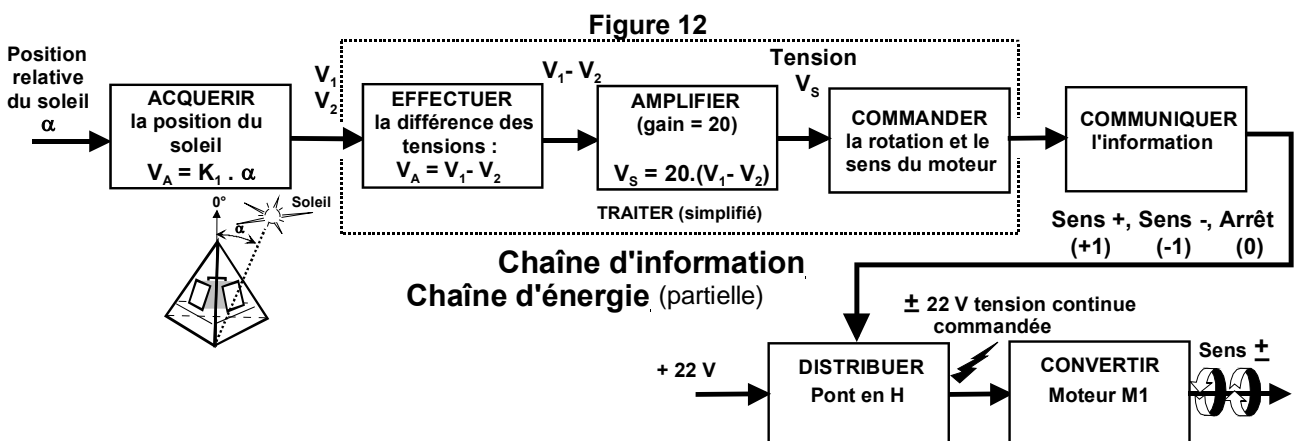 Figure 12
Position
relative
du soleil
α
ACQUERIR
la position du
soleil
V_A = K_1 . α
V_1
V_2
EFFECTUER
la différence des
tensions :
V_A = V_1- V_2
V_1- V_2
AMPLIFIER
(gain = 20)
V_S = 20.(V_1- V_2)
Tension
V_S
COMMANDER
la rotation et le
sens du moteur
COMMUNIQUER
l'information
TRAITER (simplifié)
0°
Soleil
α
Sens +, Sens -, Arrêt
(+1) (-1) (0)
Chaîne d'information
Chaîne d'énergie (partielle)
± 22 V tension continue
commandée
+ 22 V
DISTRIBUER
Pont en H
CONVERTIR
Moteur M1
Sens ±